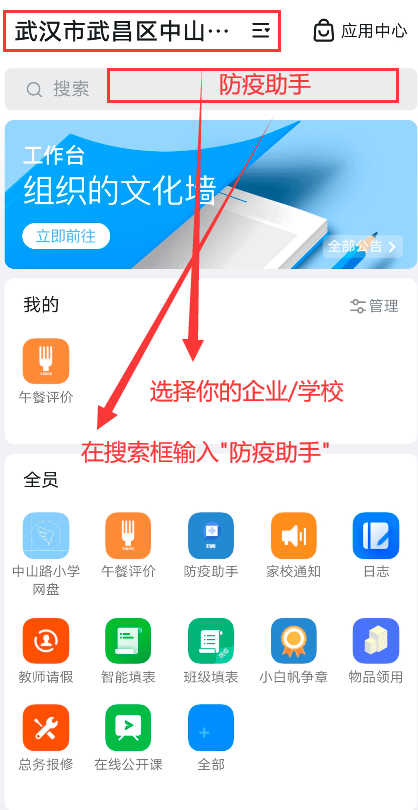 武汉市武昌区中山···
应用中心
搜索
防疫助手
工作台
组织的文化墙
立即前往
全部公告 >
我的
管理
午餐评价
选择你的企业/学校
在搜索框输入"防疫助手"
全员
中山路小学网盘
午餐评价
防疫助手
家校通知
日志
教师请假
智能填表
班级填表
小白帆争章
物品领用
总务报修
在线公开课
全部